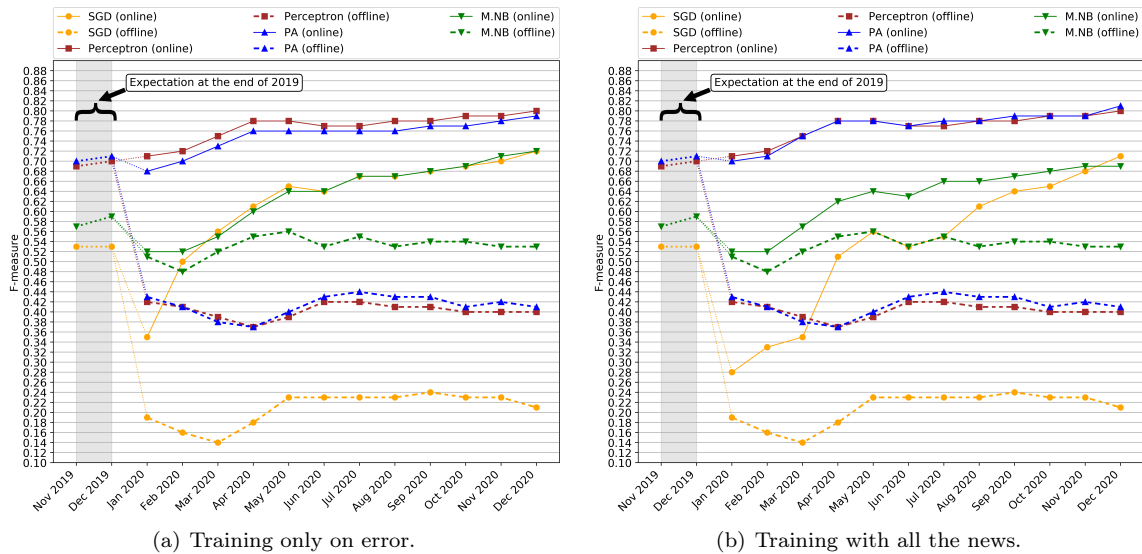 SGD (online)
SGD (offline)
Perceptron (online)
Perceptron (offline)
PA (online)
PA (offline)
M.NB (online)
M.NB (offline)
Expectation at the end of 2019
F-measure
0.88
0.86
0.84
0.82
0.80
0.78
0.76
0.74
0.72
0.70
0.68
0.66
0.64
0.62
0.60
0.58
0.56
0.54
0.52
0.50
0.48
0.46
0.44
0.42
0.40
0.38
0.36
0.34
0.32
0.30
0.28
0.26
0.24
0.22
0.20
0.18
0.16
0.14
0.12
0.10
Nov 2019
Dec 2019
Jan 2020
Feb 2020
Mar 2020
Apr 2020
May 2020
Jun 2020
Jul 2020
Aug 2020
Sep 2020
Oct 2020
Nov 2020
Dec 2020
(a) Training only on error.
SGD (online)
SGD (offline)
Perceptron (online)
Perceptron (offline)
PA (online)
PA (offline)
M.NB (online)
M.NB (offline)
Expectation at the end of 2019
F-measure
0.88
0.86
0.84
0.82
0.80
0.78
0.76
0.74
0.72
0.70
0.68
0.66
0.64
0.62
0.60
0.58
0.56
0.54
0.52
0.50
0.48
0.46
0.44
0.42
0.40
0.38
0.36
0.34
0.32
0.30
0.28
0.26
0.24
0.22
0.20
0.18
0.16
0.14
0.12
0.10
Nov 2019
Dec 2019
Jan 2020
Feb 2020
Mar 2020
Apr 2020
May 2020
Jun 2020
Jul 2020
Aug 2020
Sep 2020
Oct 2020
Nov 2020
Dec 2020
(b) Training with all the news.